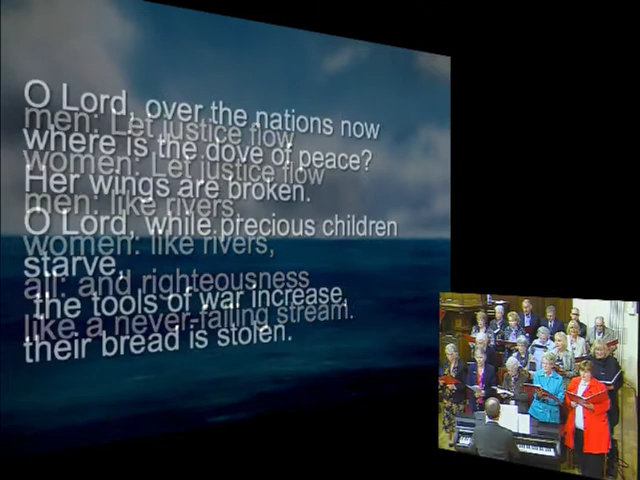 O Lord, over the nations now
men: Let justice flow
where is the dove of peace?
women: Let justice flow
Her wings are broken.
men: like rivers,
O Lord, while precious children
women: like rivers,
starve,
all: and righteousness
the tools of war increase,
like a never-failing stream.
their bread is stolen.